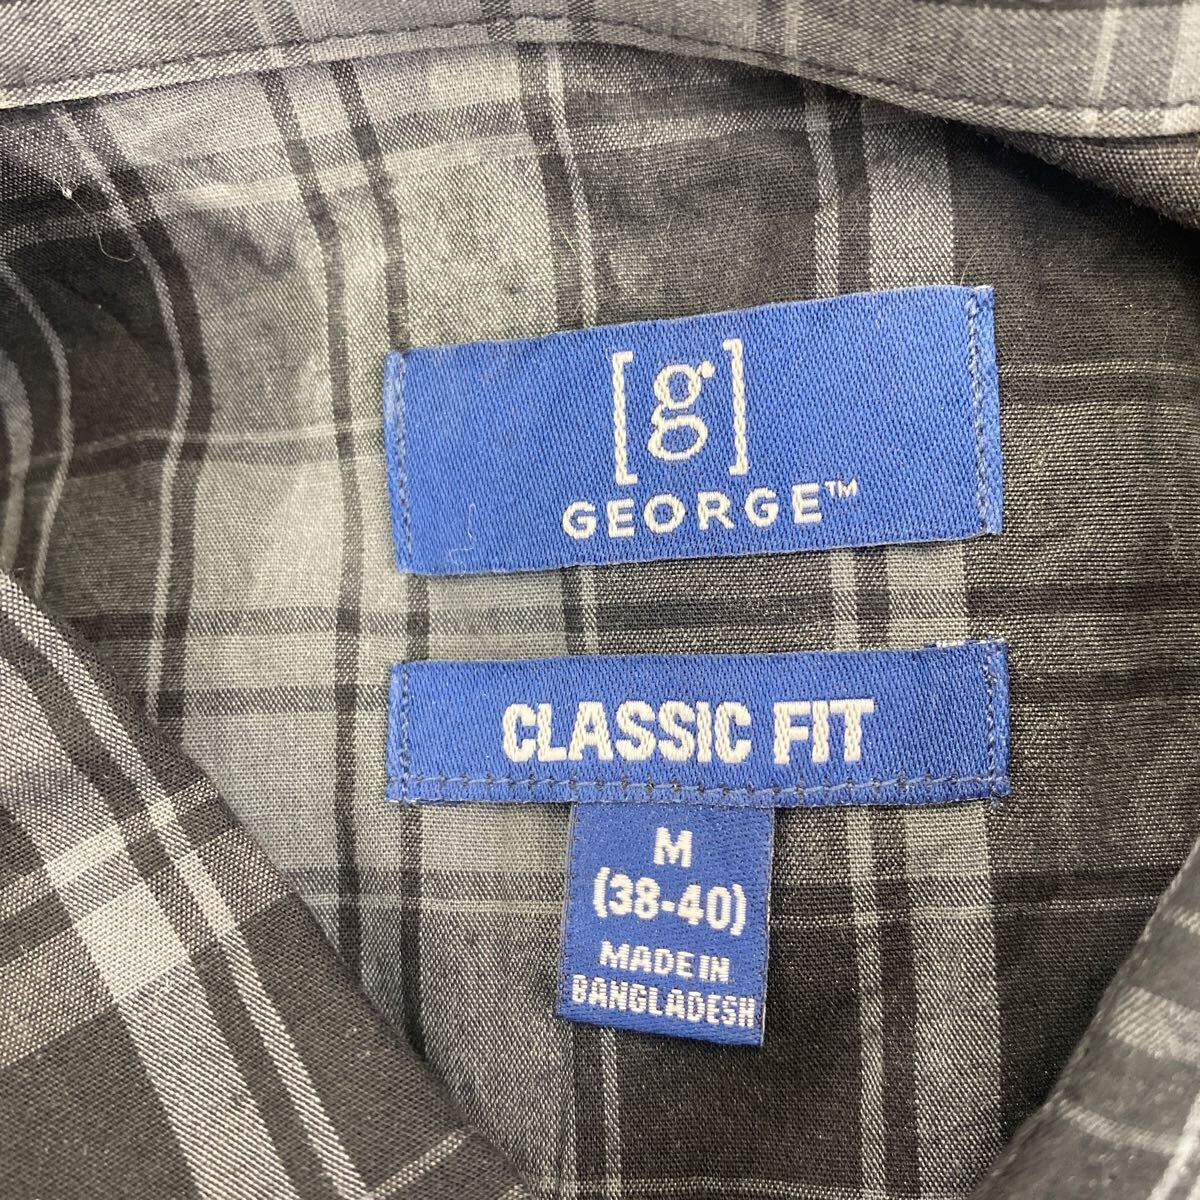 [g]
GEORGE™
CLASSIC FIT
M
(38-40)
MADE IN
BANGLADESH